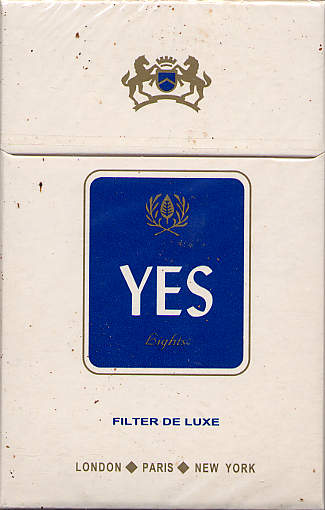 YES
Lights
FILTER DE LUXE
LONDON ◆ PARIS ◆ NEW YORK